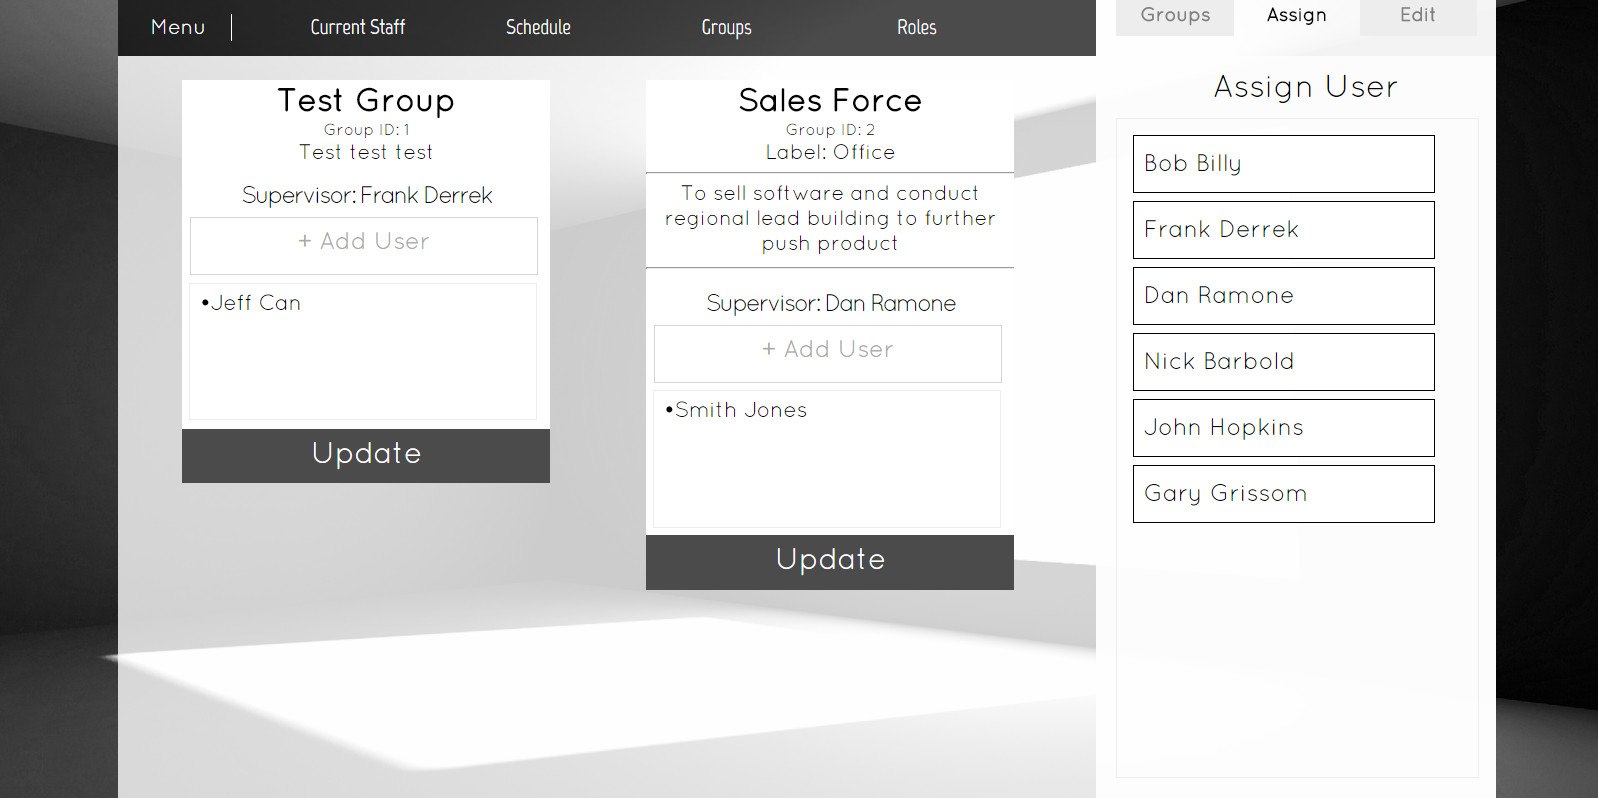 Menu
Current Staff
Schedule
Groups
Roles
Groups
Assign
Edit
Test Group
Group ID: 1
Test test test
Supervisor: Frank Derrek
+ Add User
•Jeff Can
Update
Sales Force
Group ID: 2
Label: Office
To sell software and conduct
regional lead building to further
push product
Supervisor: Dan Ramone
+ Add User
•Smith Jones
Update
Assign User
Bob Billy
Frank Derrek
Dan Ramone
Nick Barbold
John Hopkins
Gary Grissom